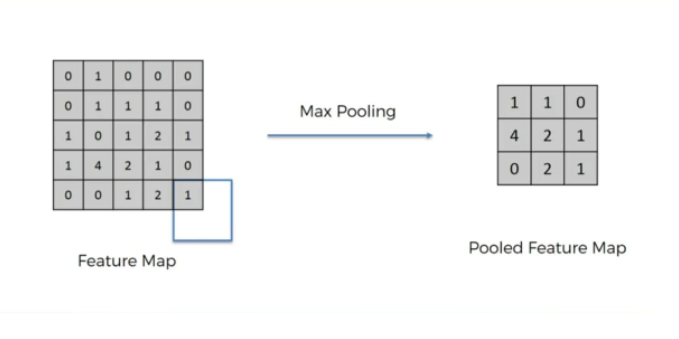 0 1 0 0 0
0 1 1 1 0
1 0 1 2 1
1 4 2 1 0
0 0 1 2 1
Feature Map
Max Pooling
1 1 0
4 2 1
0 2 1
Pooled Feature Map